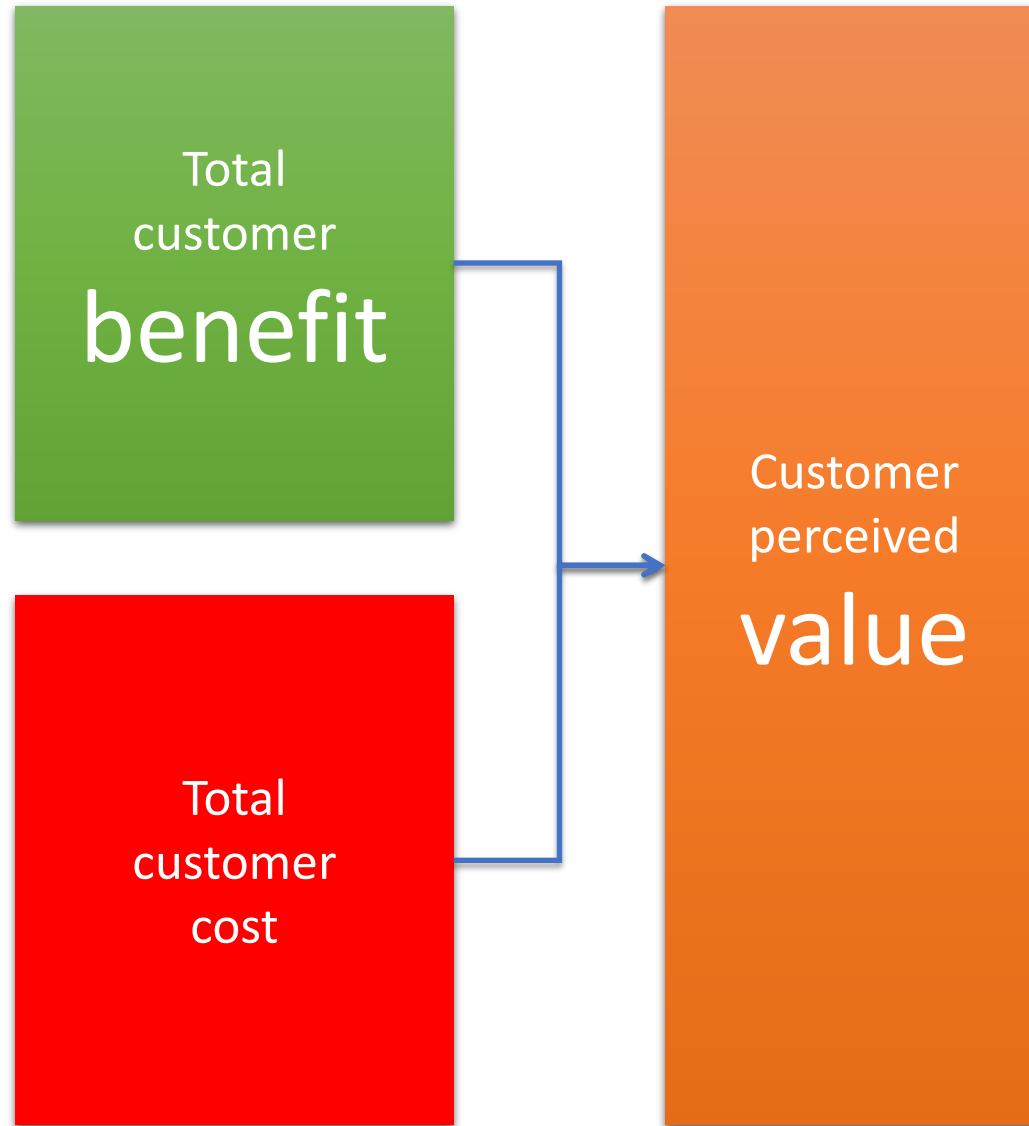 Total
customer
benefit
Total
customer
cost
Customer
perceived
value